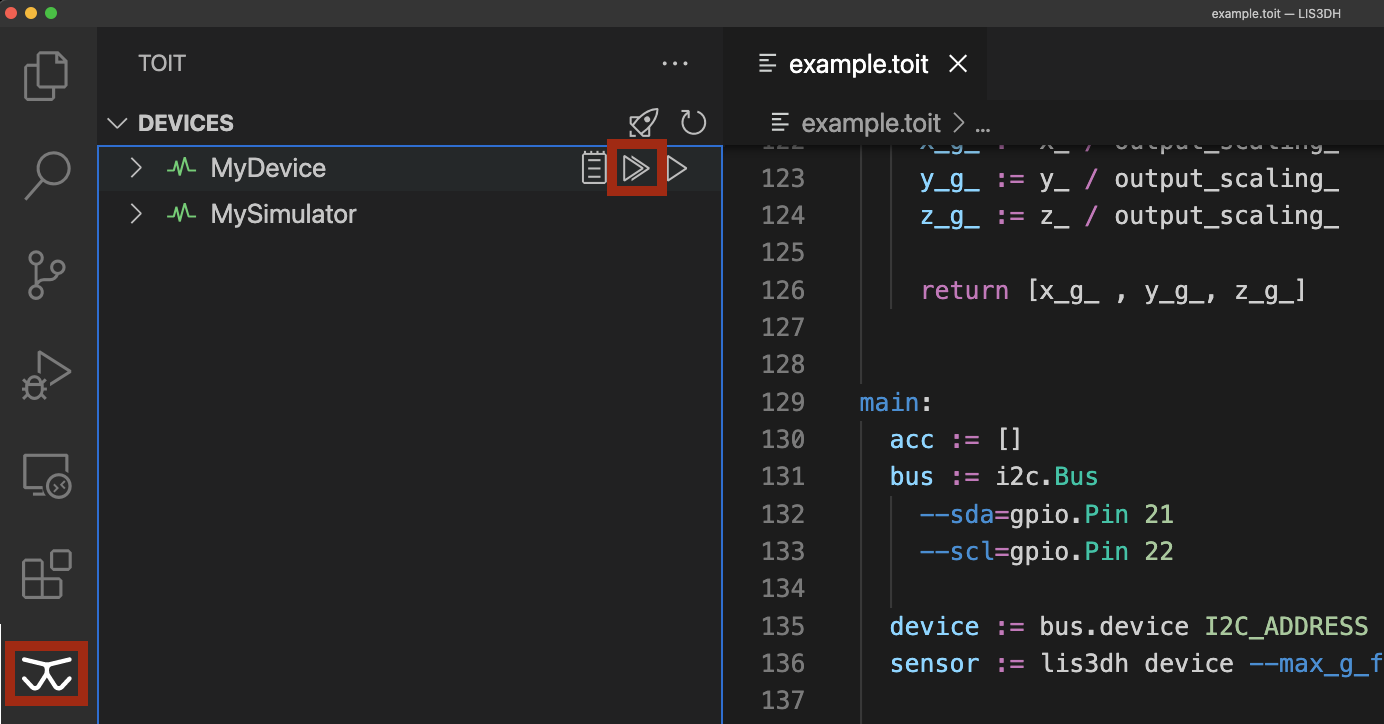 example.toit — LIS3DH
TOIT
DEVICES
MyDevice
MySimulator
example.toit
example.toit > ...
122 x_g_ := x_ / output_scaling_
123 y_g_ := y_ / output_scaling_
124 z_g_ := z_ / output_scaling_
125
126 return [x_g_ , y_g_, z_g_]
127
128
129 main:
130 acc := []
131 bus := i2c.Bus
132 --sda=gpio.Pin 21
133 --scl=gpio.Pin 22
134
135 device := bus.device I2C_ADDRESS
136 sensor := lis3dh device --max_g_f
137